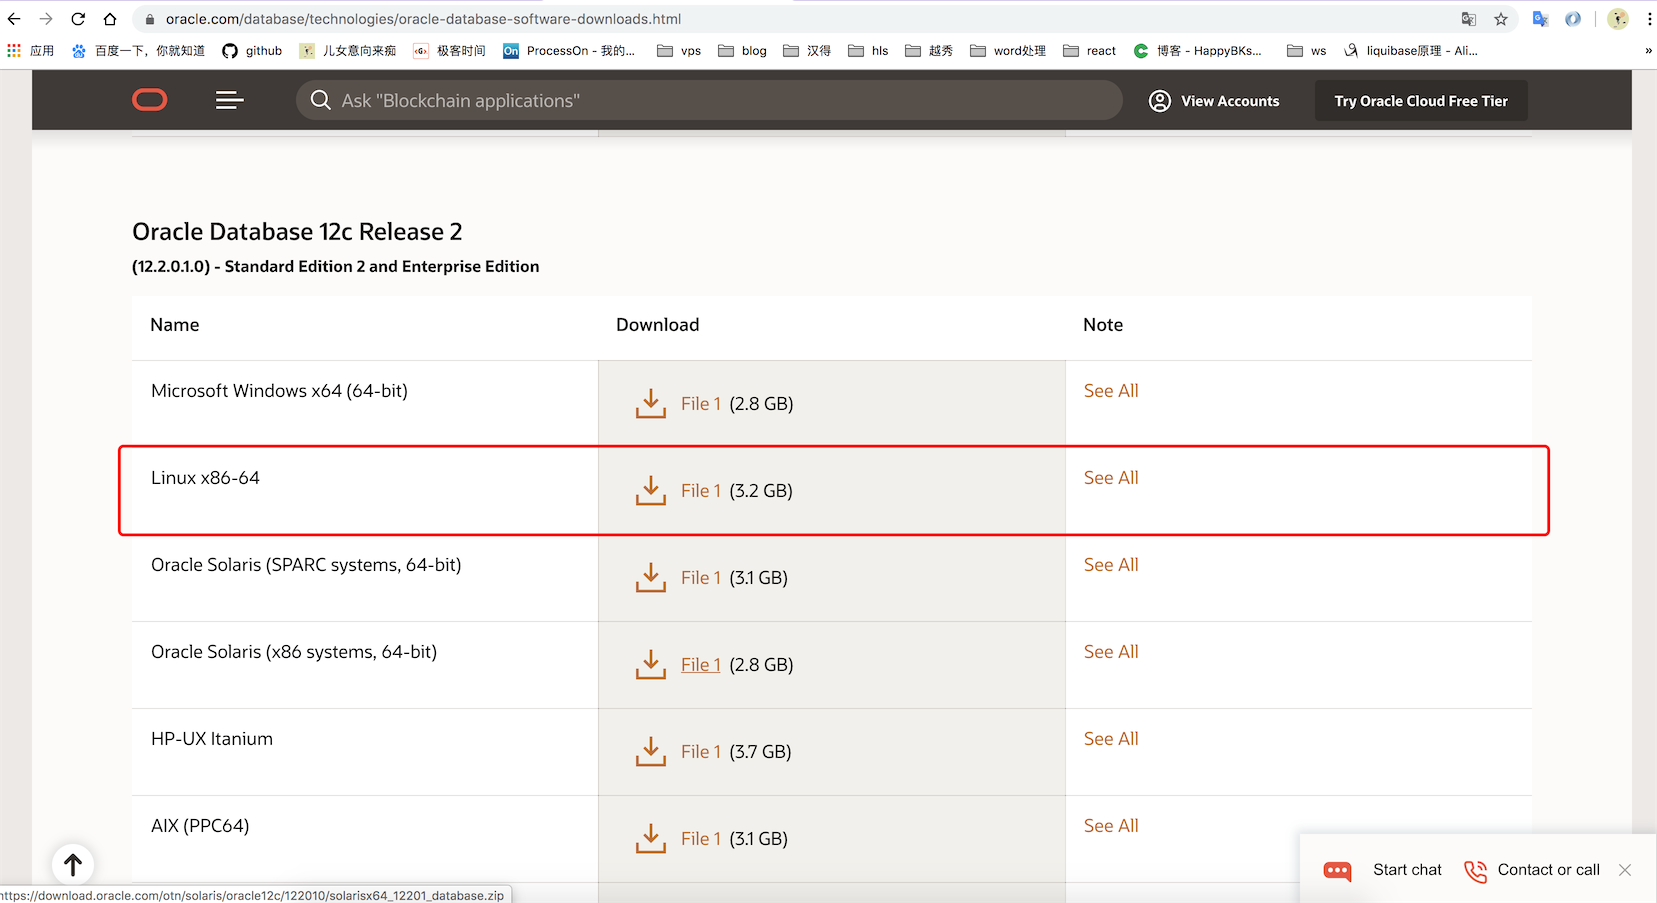 oracle.com/database/technologies/oracle-database-software-downloads.html
应用 百度一下，你就知道 github 儿女意向来痴 极客时间 ProcessOn - 我的... vps blog 汉得 hls 越秀 word处理 react 博客 - HappyBKs... ws liquibase原理 - Ali... »
Ask "Blockchain applications" View Accounts Try Oracle Cloud Free Tier
Oracle Database 12c Release 2
(12.2.0.1.0) - Standard Edition 2 and Enterprise Edition
Name Download Note
Microsoft Windows x64 (64-bit) File 1 (2.8 GB) See All
Linux x86-64 File 1 (3.2 GB) See All
Oracle Solaris (SPARC systems, 64-bit) File 1 (3.1 GB) See All
Oracle Solaris (x86 systems, 64-bit) File 1 (2.8 GB) See All
HP-UX Itanium File 1 (3.7 GB) See All
AIX (PPC64) File 1 (3.1 GB) See All
Start chat Contact or call
https://download.oracle.com/otn/solaris/oracle12c/122010/solarisx64_12201_database.zip